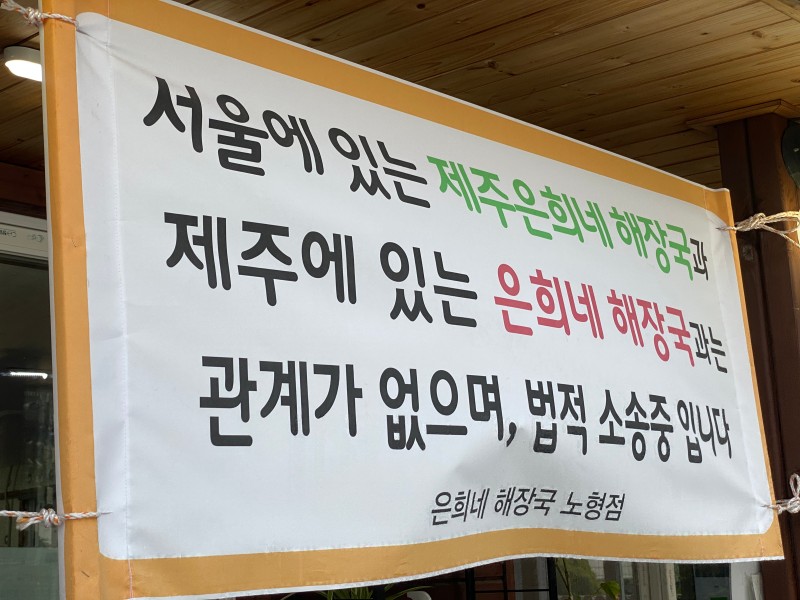 서울에 있는 제주은희네 해장국과
제주에 있는 은희네 해장국과는
관계가 없으며, 법적 소송중 입니다
은희네 해장국 노형점